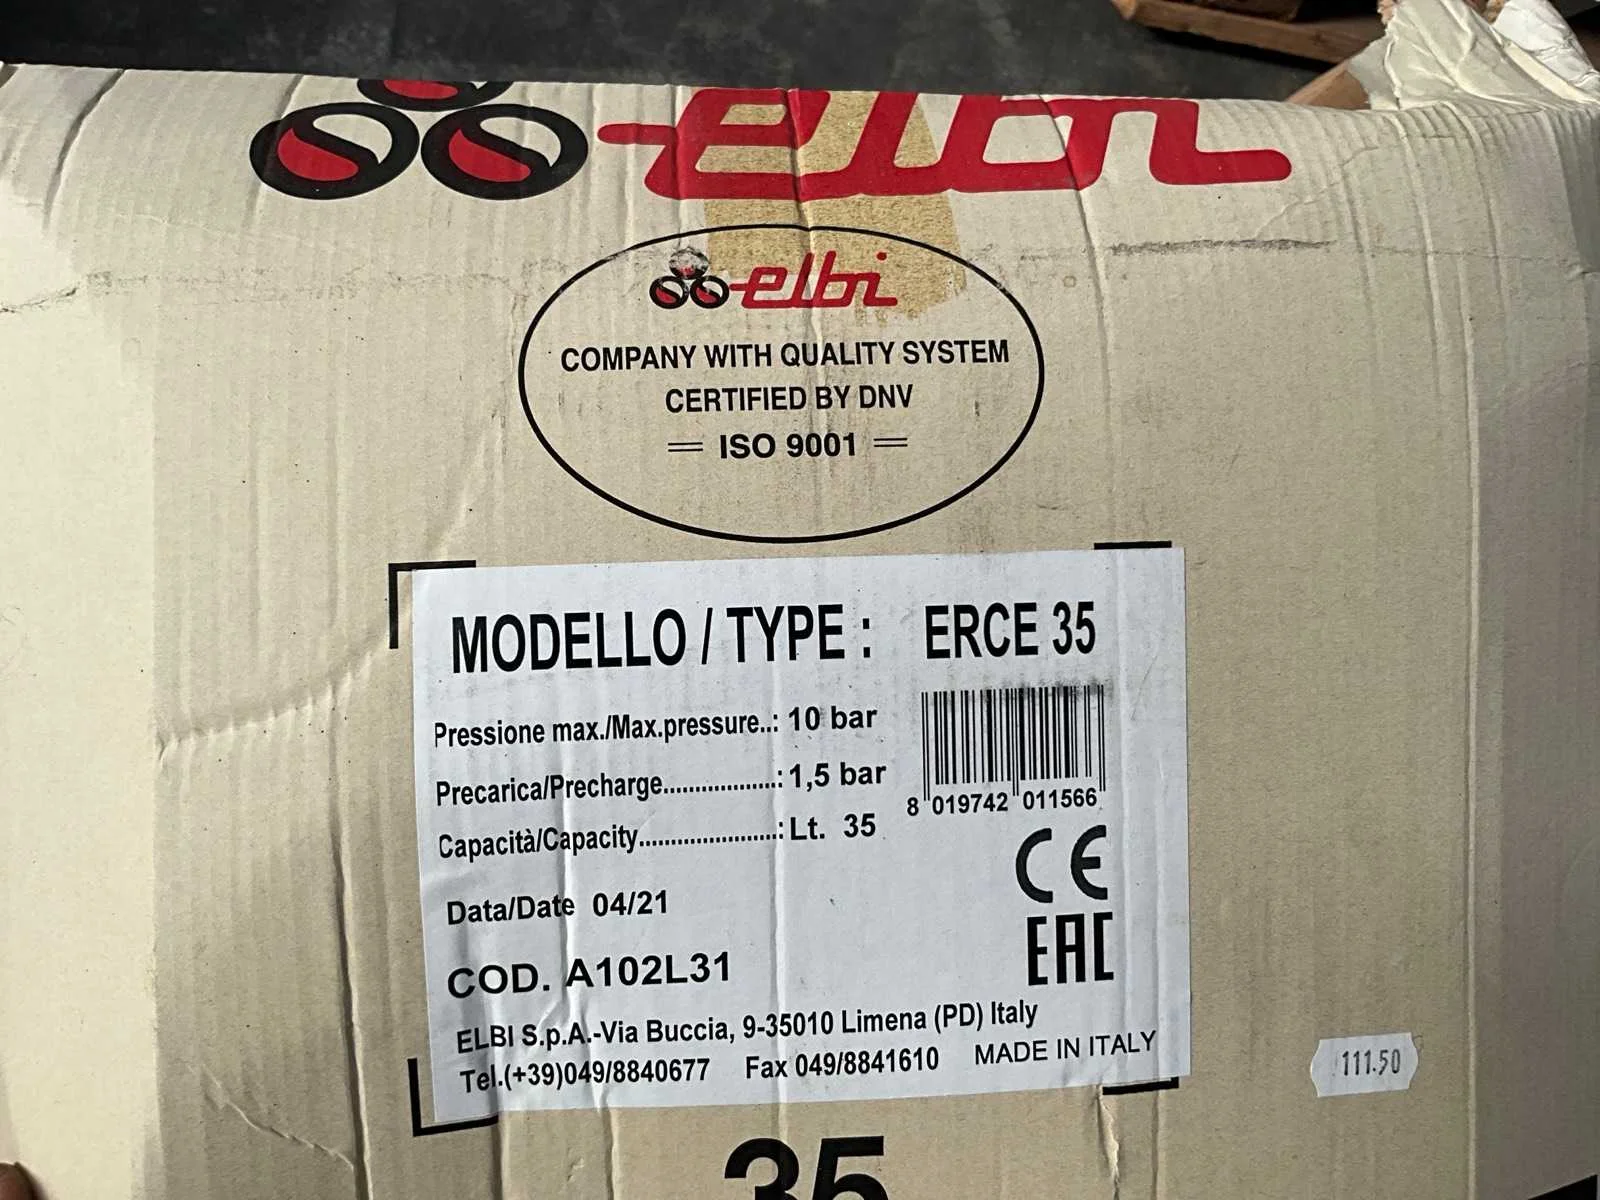 elbi
elbi
COMPANY WITH QUALITY SYSTEM
CERTIFIED BY DNV
ISO 9001
MODELLO / TYPE : ERCE 35
Pressione max./Max.pressure..: 10 bar
Precarica/Precharge..................: 1,5 bar
Capacità/Capacity......................: Lt. 35
8 019742 011566
Data/Date 04/21
CE
EAC
COD. A102L31
ELBI S.p.A.-Via Buccia, 9-35010 Limena (PD) Italy
Tel.(+39)049/8840677 Fax 049/8841610 MADE IN ITALY
111.50
35